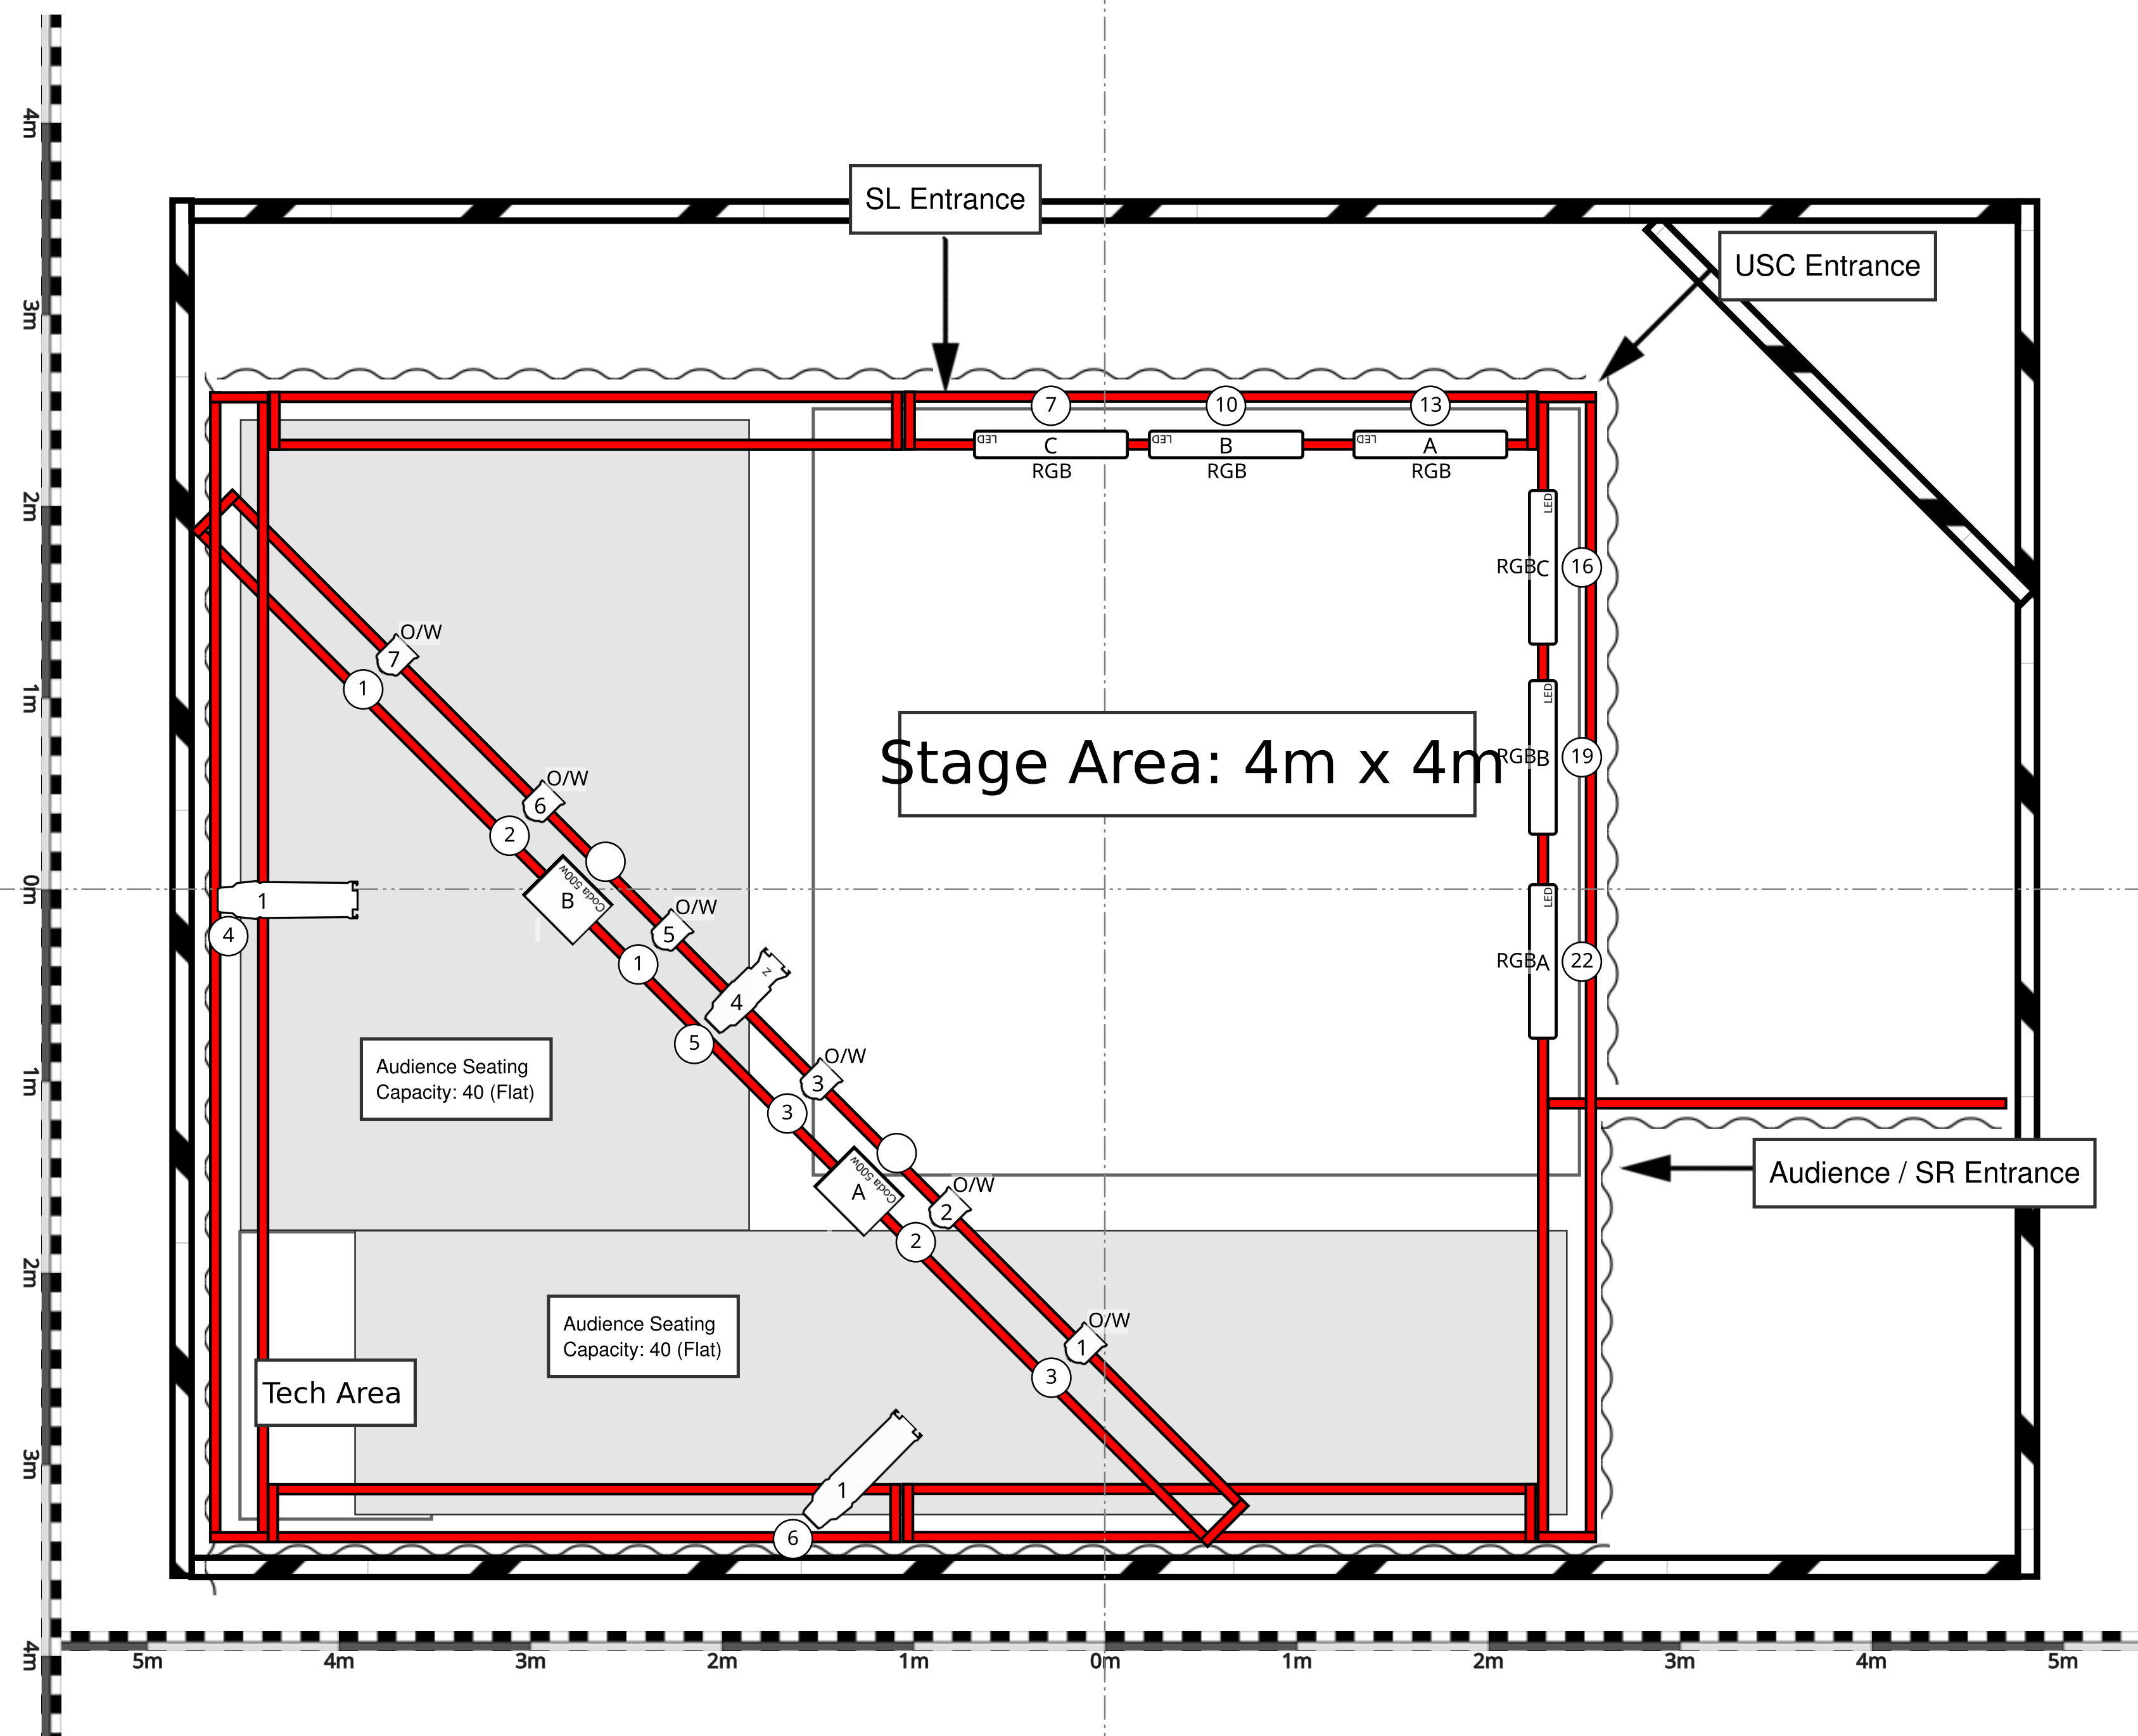 4m
3m
2m
1m
0m
1m
2m
3m
4m
SL Entrance
USC Entrance
7
10
13
LED
C
LED
B
LED
A
RGB
RGB
RGB
LED
RGB
C
16
O/W
7
1
LED
RGB
B
19
Stage Area: 4m x 4m
O/W
6
2
Coda 500w
B
LED
RGB
A
22
1
4
O/W
5
1
z
4
5
Audience Seating
Capacity: 40 (Flat)
O/W
3
3
Coda 500w
A
O/W
2
2
Audience / SR Entrance
Audience Seating
Capacity: 40 (Flat)
O/W
1
3
Tech Area
1
6
5m
4m
3m
2m
1m
0m
1m
2m
3m
4m
5m